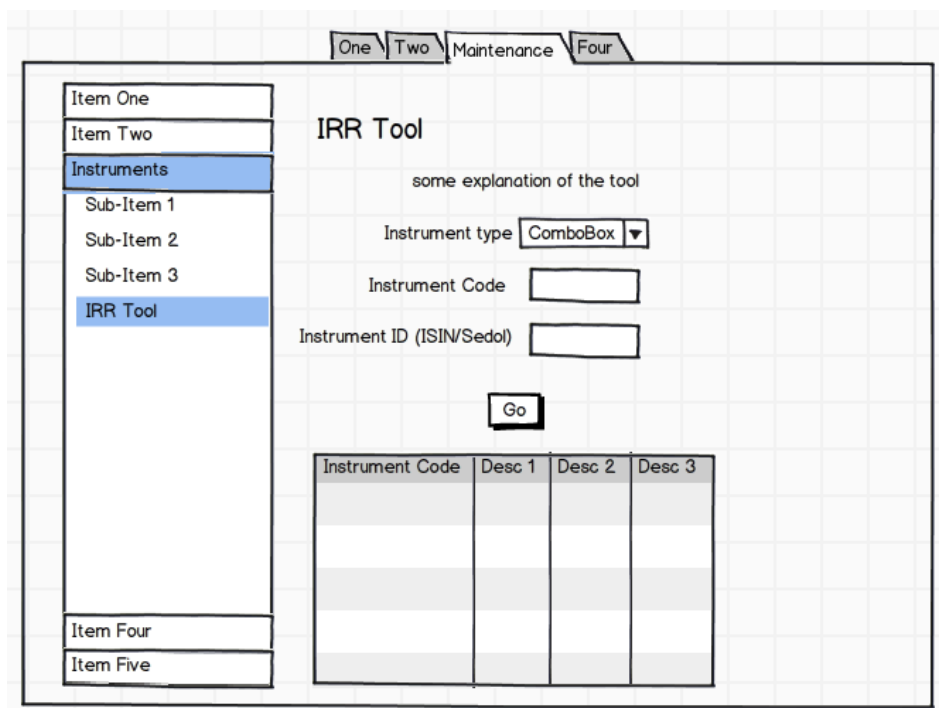 One Two Maintenance Four
Item One
Item Two
Instruments
Sub-Item 1
Sub-Item 2
Sub-Item 3
IRR Tool
Item Four
Item Five
IRR Tool
some explanation of the tool
Instrument type ComboBox
Instrument Code
Instrument ID (ISIN/Sedol)
Go
Instrument Code Desc 1 Desc 2 Desc 3